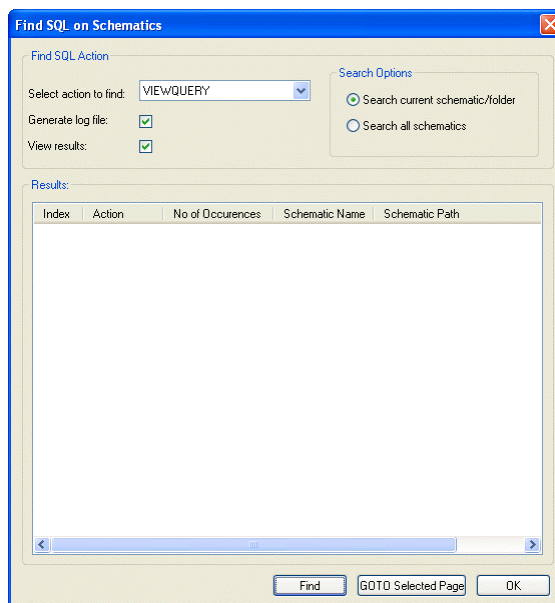 Find SQL on Schematics
Find SQL Action
Select action to find: VIEWQUERY
Generate log file:
View results:
Search Options
Search current schematic/folder
Search all schematics
Results:
Index Action No of Occurences Schematic Name Schematic Path
Find GOTO Selected Page OK